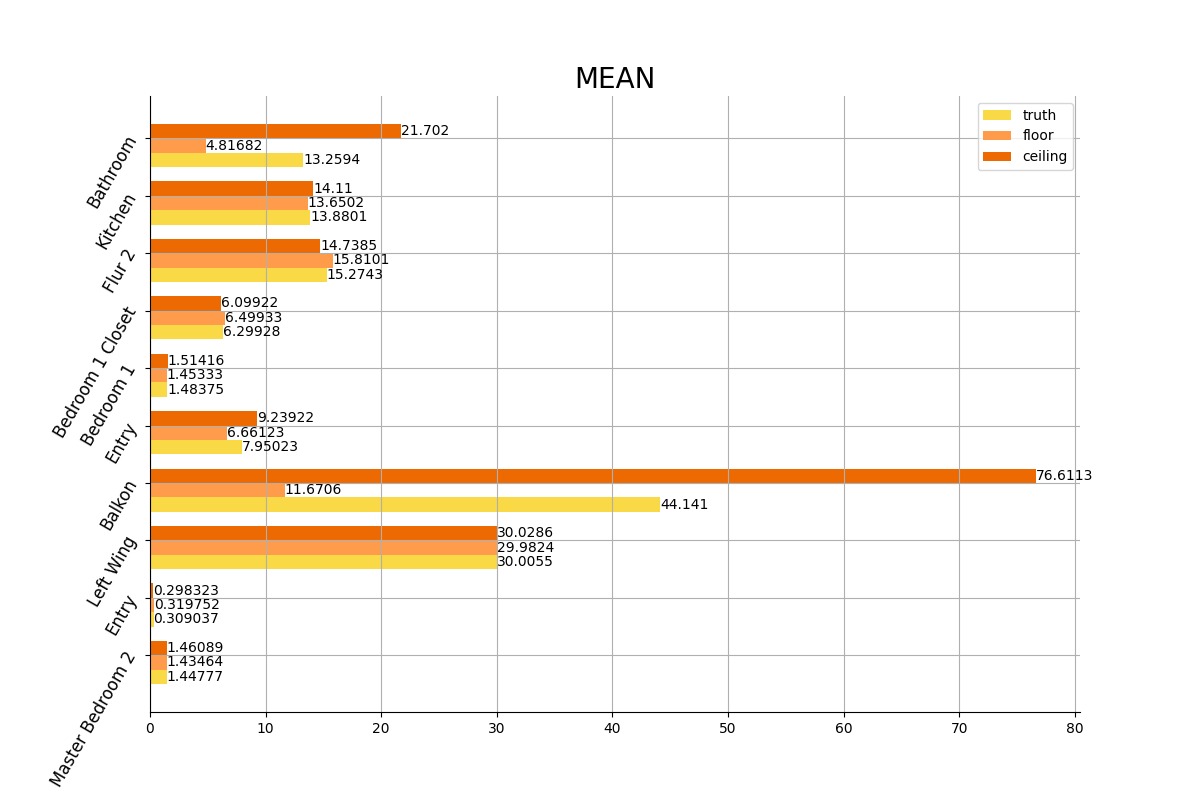 MEAN
truth
floor
ceiling
Bathroom
21.702
4.81682
13.2594
Kitchen
14.11
13.6502
13.8801
Flur 2
14.7385
15.8101
15.2743
Bedroom 1 Closet
6.09922
6.49933
6.29928
Bedroom 1
1.51416
1.45333
1.48375
Entry
9.23922
6.66123
7.95023
Balkon
76.6113
11.6706
44.141
Left Wing
30.0286
29.9824
30.0055
Entry
0.298323
0.319752
0.309037
Master Bedroom 2
1.46089
1.43464
1.44777
0 10 20 30 40 50 60 70 80